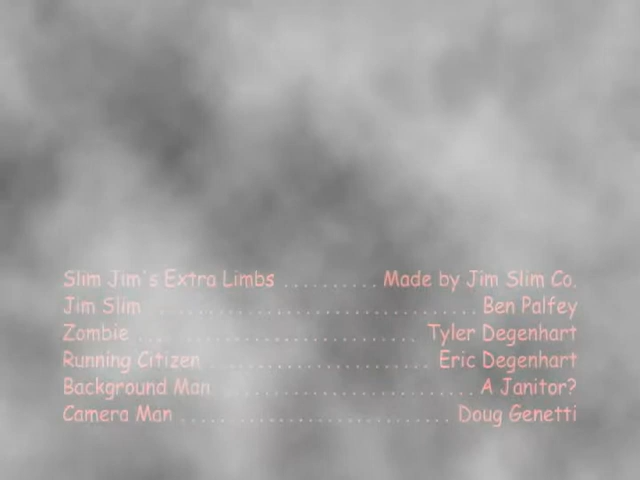 Slim Jim's Extra Limbs .......... Made by Jim Slim Co.
Jim Slim .................................. Ben Palfey
Zombie .............................. Tyler Degenhart
Running Citizen ........................ Eric Degenhart
Background Man ............................ A Janitor?
Camera Man ............................. Doug Genetti